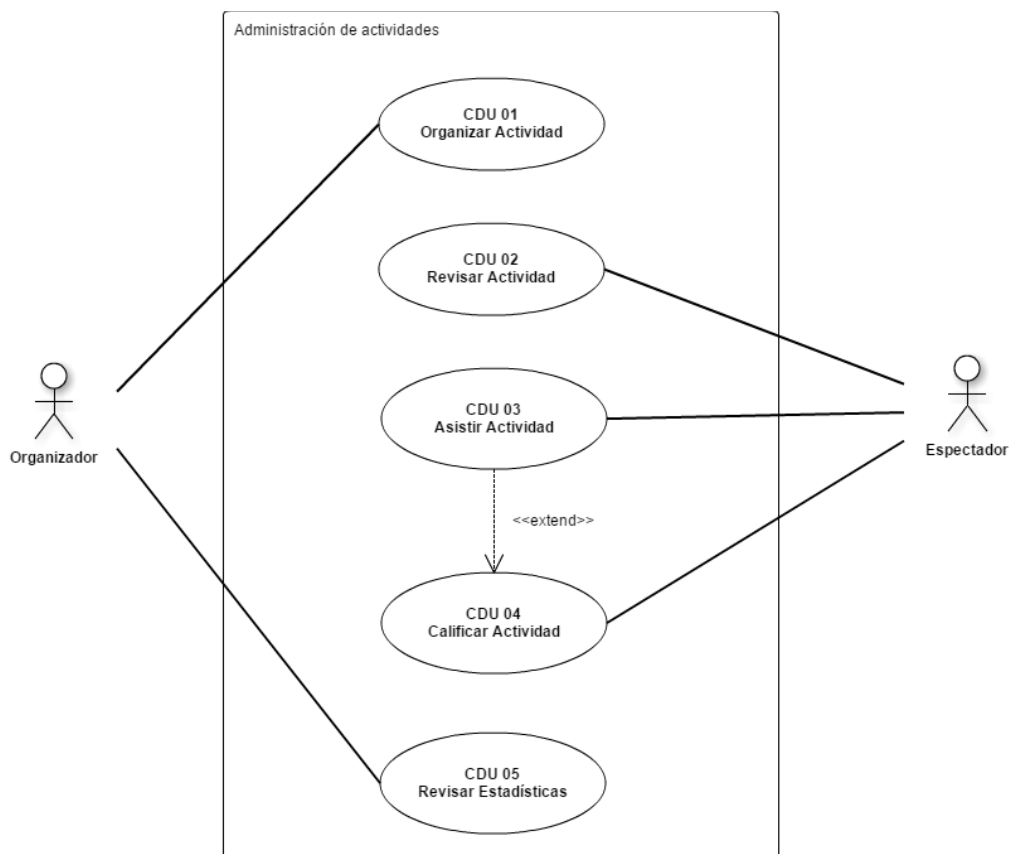 Administración de actividades
CDU 01
Organizar Actividad
CDU 02
Revisar Actividad
CDU 03
Asistir Actividad
Organizador
Espectador
<<extend>>
CDU 04
Calificar Actividad
CDU 05
Revisar Estadísticas